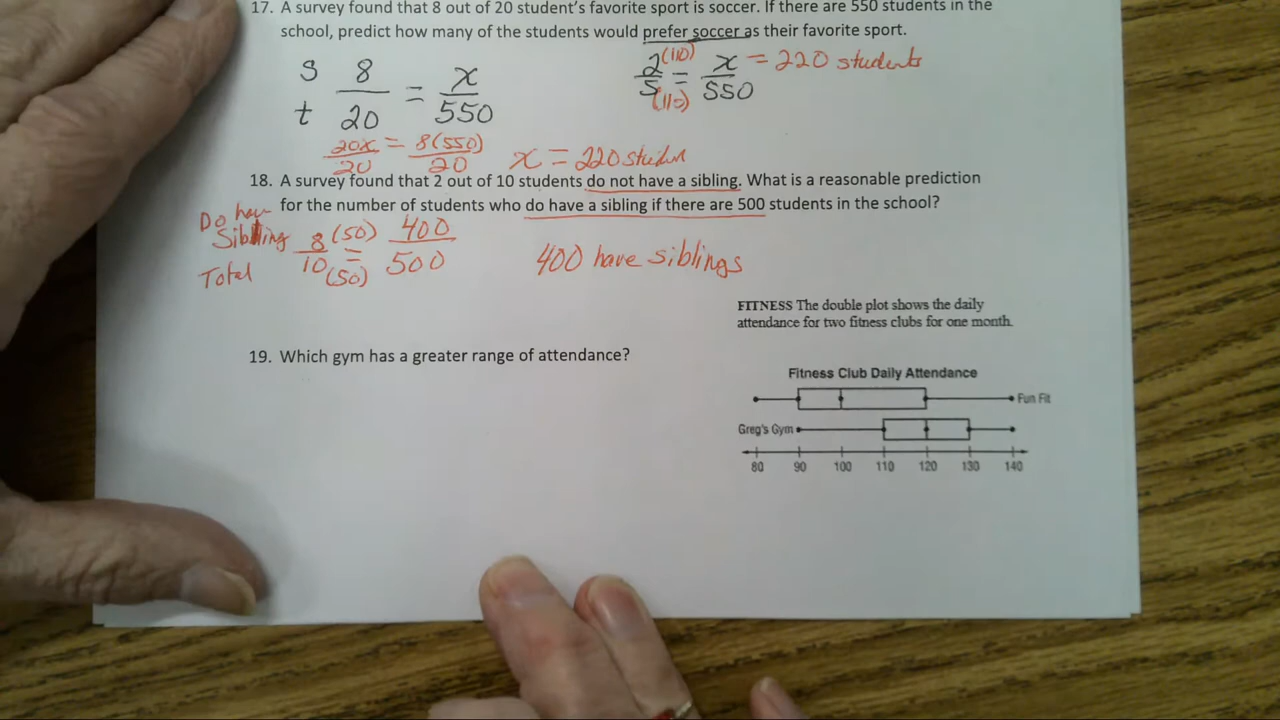 17. A survey found that 8 out of 20 student's favorite sport is soccer. If there are 550 students in the
school, predict how many of the students would prefer soccer as their favorite sport.
S 8/20 = x/550
t
2(110)/5(110) = x/550 = 220 students
20x/20 = 8(550)/20 x = 220 studen
18. A survey found that 2 out of 10 students do not have a sibling. What is a reasonable prediction
for the number of students who do have a sibling if there are 500 students in the school?
Do have
Sibling 8(50)/10(50) = 400/500
Total
400 have siblings
FITNESS The double plot shows the daily
attendance for two fitness clubs for one month.
19. Which gym has a greater range of attendance?
Fitness Club Daily Attendance
Fun Fit
Greg's Gym
80 90 100 110 120 130 140